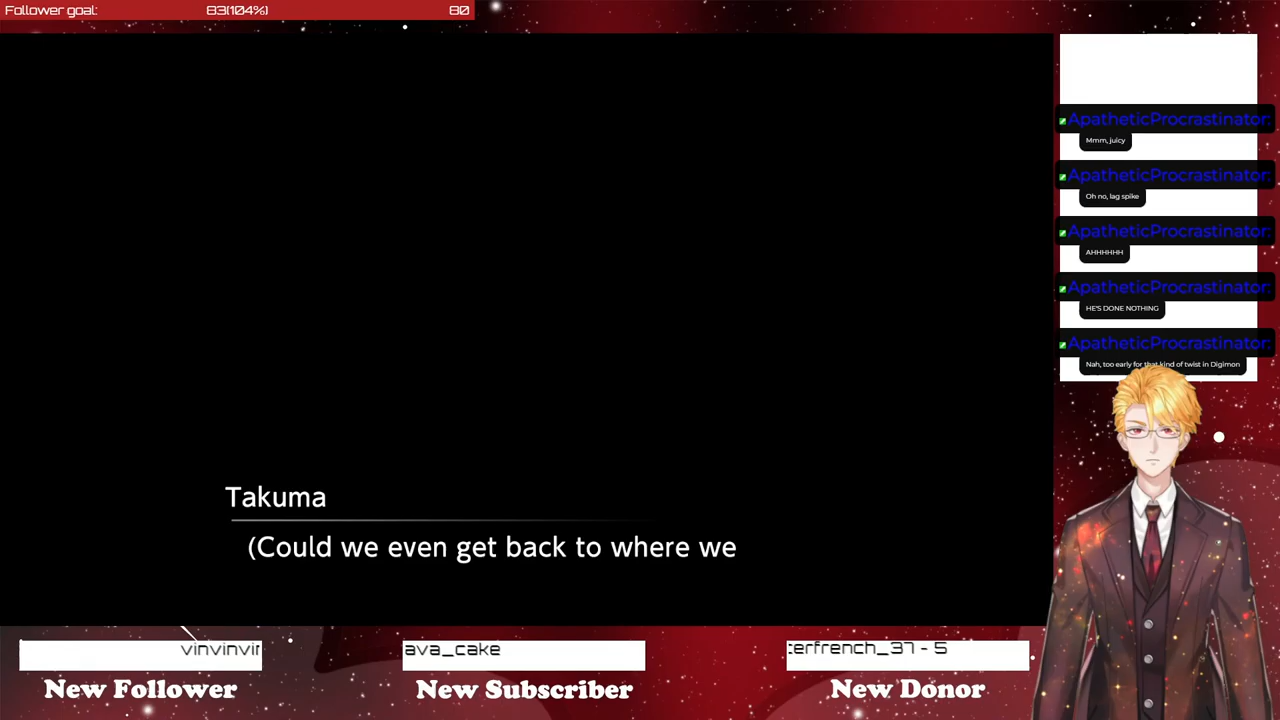 Follower goal: 83(104%) 80
ApatheticProcrastinator:
Mmm, juicy
ApatheticProcrastinator:
Oh no, lag spike
ApatheticProcrastinator:
AHHHHHH
ApatheticProcrastinator:
HE'S DONE NOTHING
ApatheticProcrastinator:
Nah, too early for that kind of twist in Digimon
Takuma
(Could we even get back to where we
vinvinvir
ava_cake
terfrench_37 - 5
New Follower
New Subscriber
New Donor